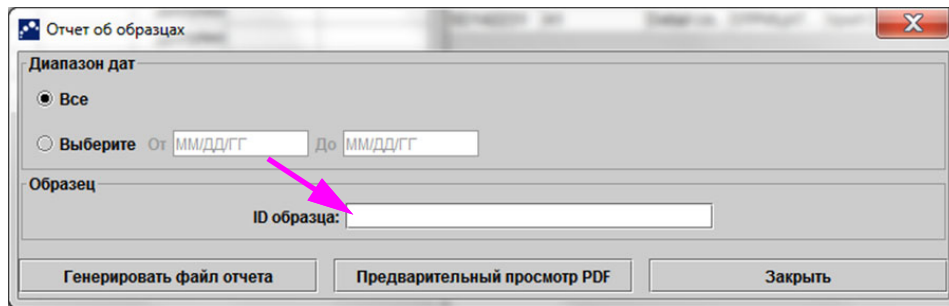 Отчет об образцах
Диапазон дат
Все
Выберите От ММ/ДД/ГГ До ММ/ДД/ГГ
Образец
ID образца:
Генерировать файл отчета Предварительный просмотр PDF Закрыть